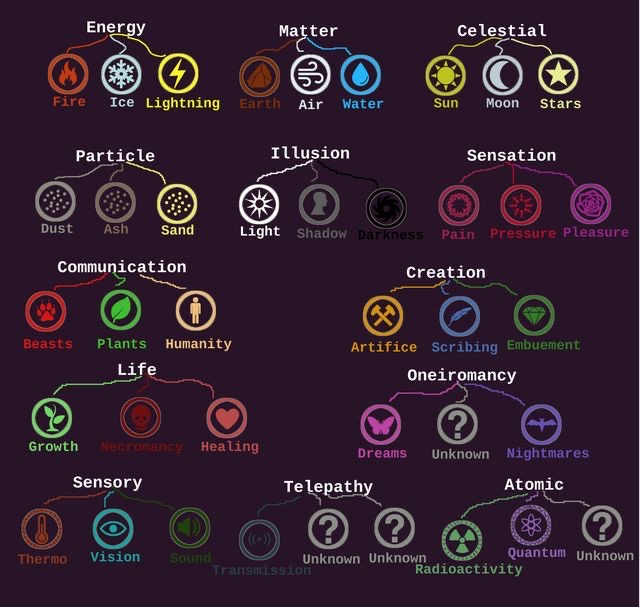 Energy
Matter
Celestial
Fire
Ice
Lightning
Earth
Air
Water
Sun
Moon
Stars
Particle
Illusion
Sensation
Dust
Ash
Sand
Light
Shadow
Darkness
Pain
Pressure
Pleasure
Communication
Creation
Beasts
Plants
Humanity
Artifice
Scribing
Embuement
Life
Oneiromancy
Growth
Necromancy
Healing
Dreams
Unknown
Nightmares
Sensory
Telepathy
Atomic
Thermo
Vision
Sound
Transmission
Unknown
Unknown
Radioactivity
Quantum
Unknown